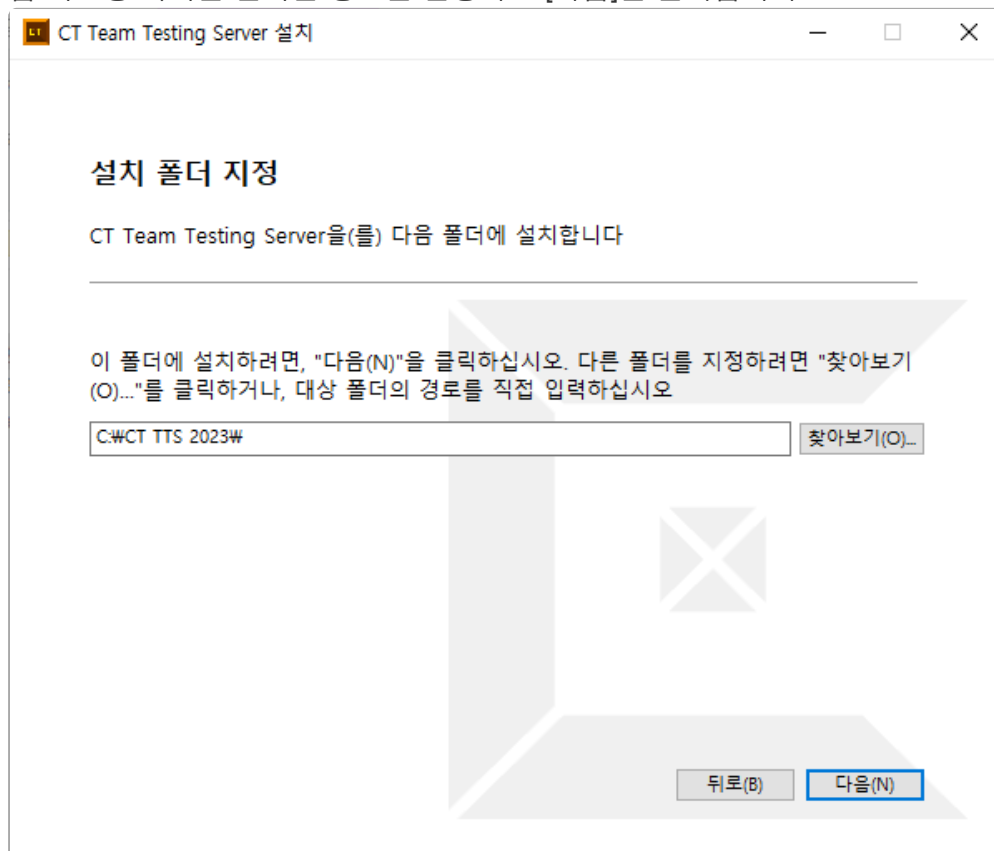 CT Team Testing Server 설치
설치 폴더 지정
CT Team Testing Server을(를) 다음 폴더에 설치합니다
이 폴더에 설치하려면, "다음(N)"을 클릭하십시오. 다른 폴더를 지정하려면 "찾아보기
(O)..."를 클릭하거나, 대상 폴더의 경로를 직접 입력하십시오
C:₩CT TTS 2023₩
찾아보기(O)...
뒤로(B)
다음(N)